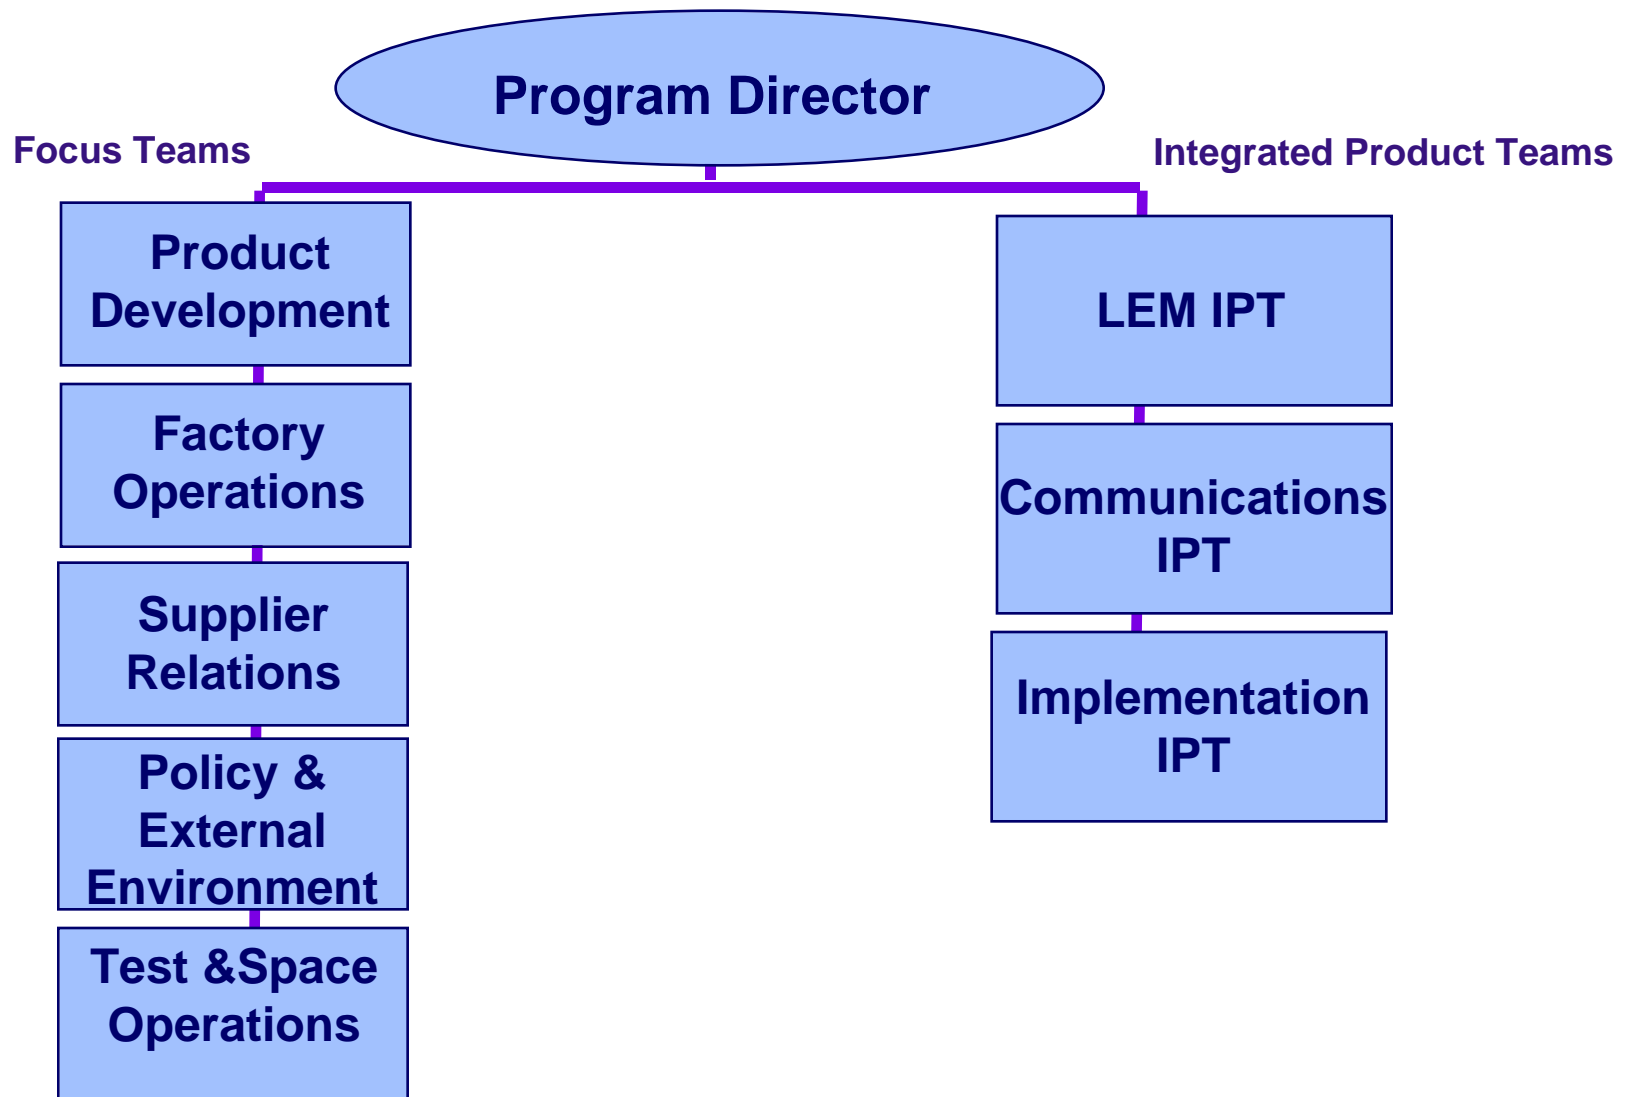 Program Director
Focus Teams
Integrated Product Teams
Product
Development
Factory
Operations
Supplier
Relations
Policy &
External
Environment
Test &Space
Operations
LEM IPT
Communications
IPT
Implementation
IPT